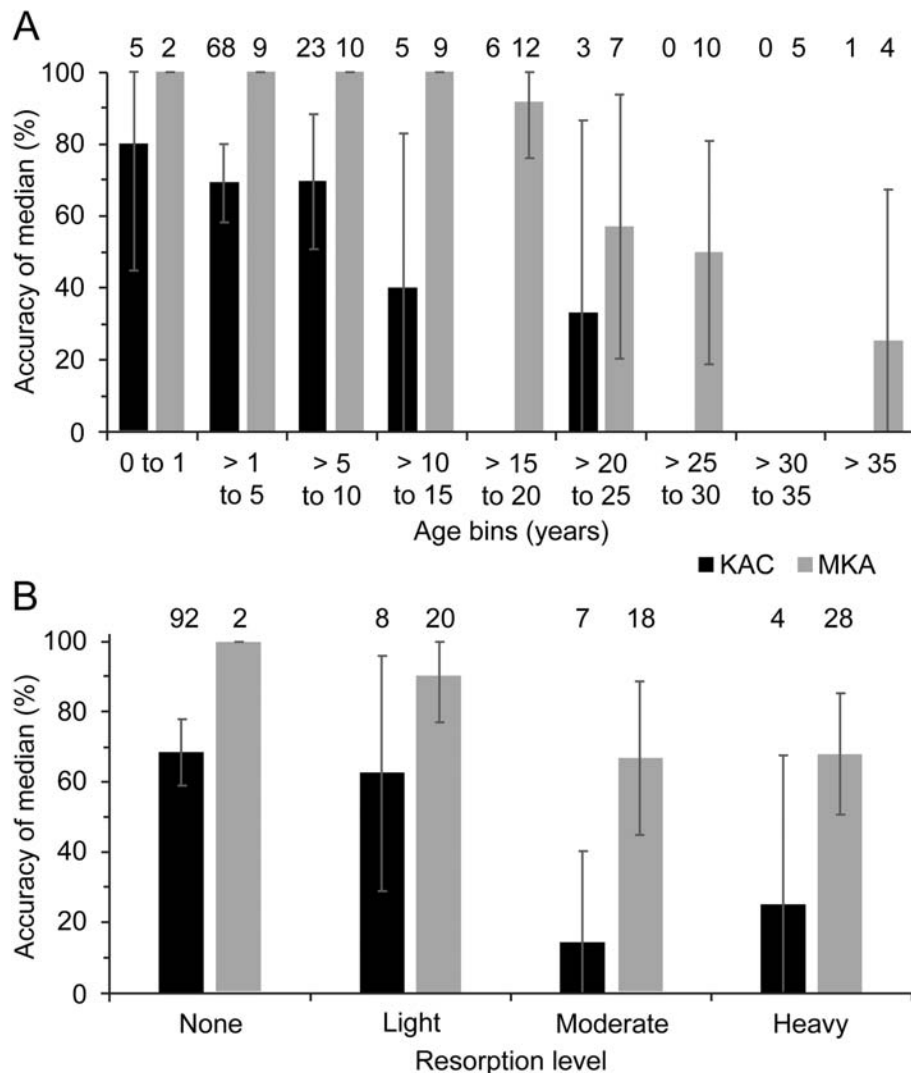 A
5 2 68 9 23 10 5 9 6 12 3 7 0 10 0 5 1 4
Accuracy of median (%)
100
80
60
40
20
0
0 to 1 > 1 > 5 > 10 > 15 > 20 > 25 > 30 > 35
to 5 to 10 to 15 to 20 to 25 to 30 to 35
Age bins (years)
KAC MKA
B
92 2 8 20 7 18 4 28
Accuracy of median (%)
100
80
60
40
20
0
None Light Moderate Heavy
Resorption level